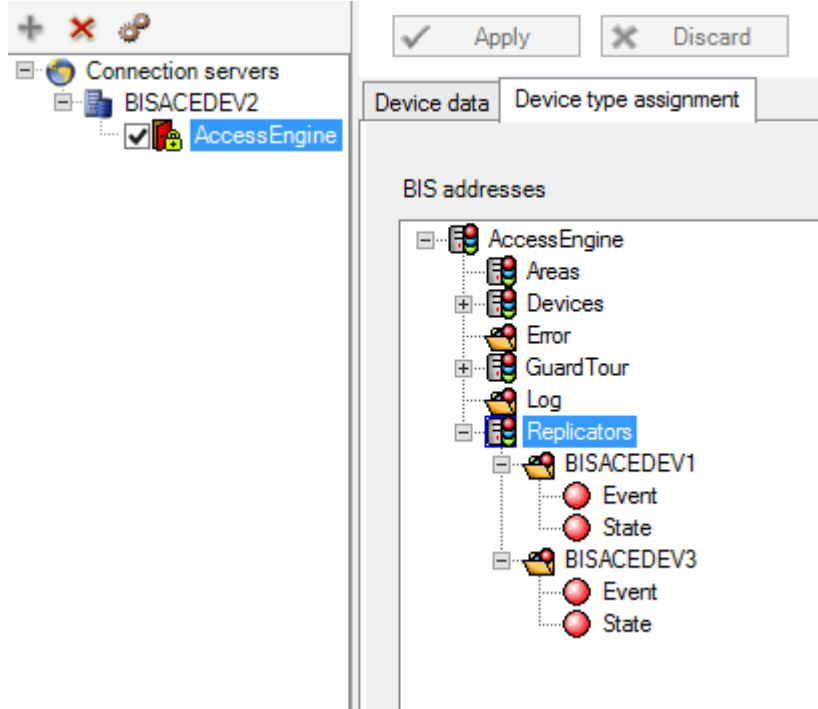 Connection servers
BISACEDEV2
AccessEngine
Apply
Discard
Device data
Device type assignment
BIS addresses
AccessEngine
Areas
Devices
Error
GuardTour
Log
Replicators
BISACEDEV1
Event
State
BISACEDEV3
Event
State